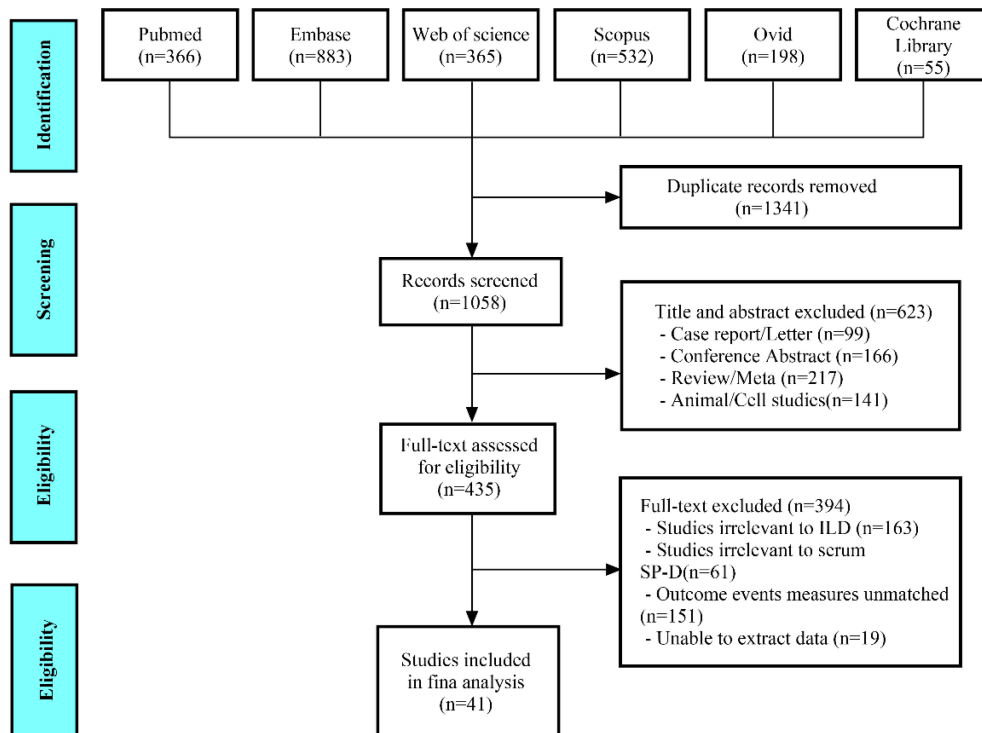 Identification
Pubmed
(n=366)
Embase
(n=883)
Web of science
(n=365)
Scopus
(n=532)
Ovid
(n=198)
Cochrane
Library
(n=55)
Duplicate records removed
(n=1341)
Screening
Records screened
(n=1058)
Title and abstract excluded (n=623)
- Case report/Letter (n=99)
- Conference Abstract (n=166)
- Review/Meta (n=217)
- Animal/Cell studies(n=141)
Eligibility
Full-text assessed
for eligibility
(n=435)
Full-text excluded (n=394)
- Studies irrelevant to ILD (n=163)
- Studies irrelevant to serum
SP-D(n=61)
- Outcome events measures unmatched
(n=151)
- Unable to extract data (n=19)
Eligibility
Studies included
in fina analysis
(n=41)